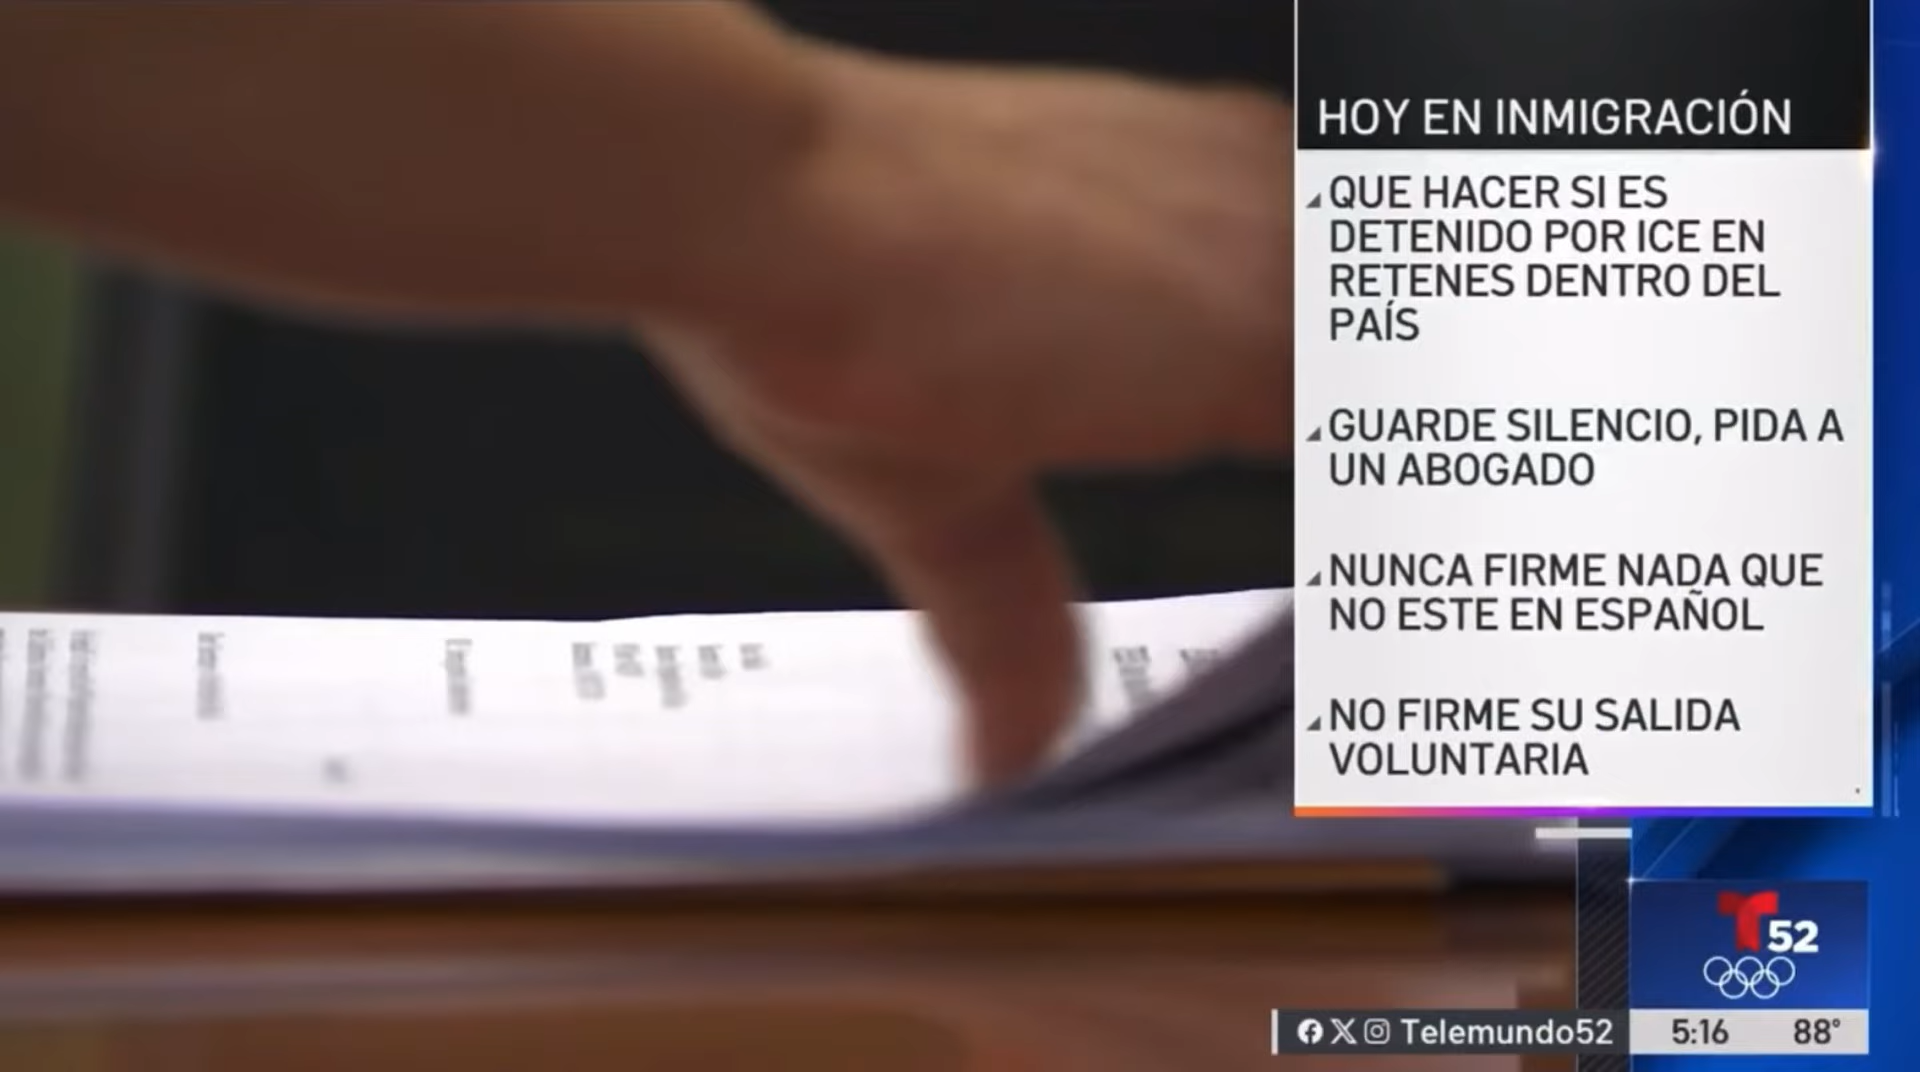 HOY EN INMIGRACIÓN
QUE HACER SI ES
DETENIDO POR ICE EN
RETENES DENTRO DEL
PAÍS
GUARDE SILENCIO, PIDA A
UN ABOGADO
NUNCA FIRME NADA QUE
NO ESTE EN ESPAÑOL
NO FIRME SU SALIDA
VOLUNTARIA
T 52
Telemundo52
5:16 88°